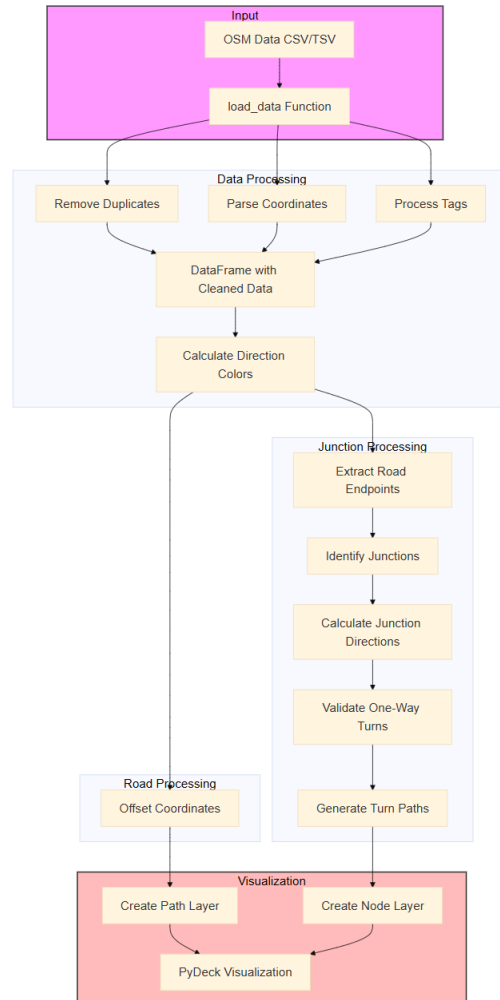 Input
OSM Data CSV/TSV
load_data Function
Data Processing
Remove Duplicates
Parse Coordinates
Process Tags
DataFrame with
Cleaned Data
Calculate Direction
Colors
Junction Processing
Extract Road
Endpoints
Identify Junctions
Calculate Junction
Directions
Validate One-Way
Turns
Road Processing
Offset Coordinates
Generate Turn Paths
Visualization
Create Path Layer
Create Node Layer
PyDeck Visualization